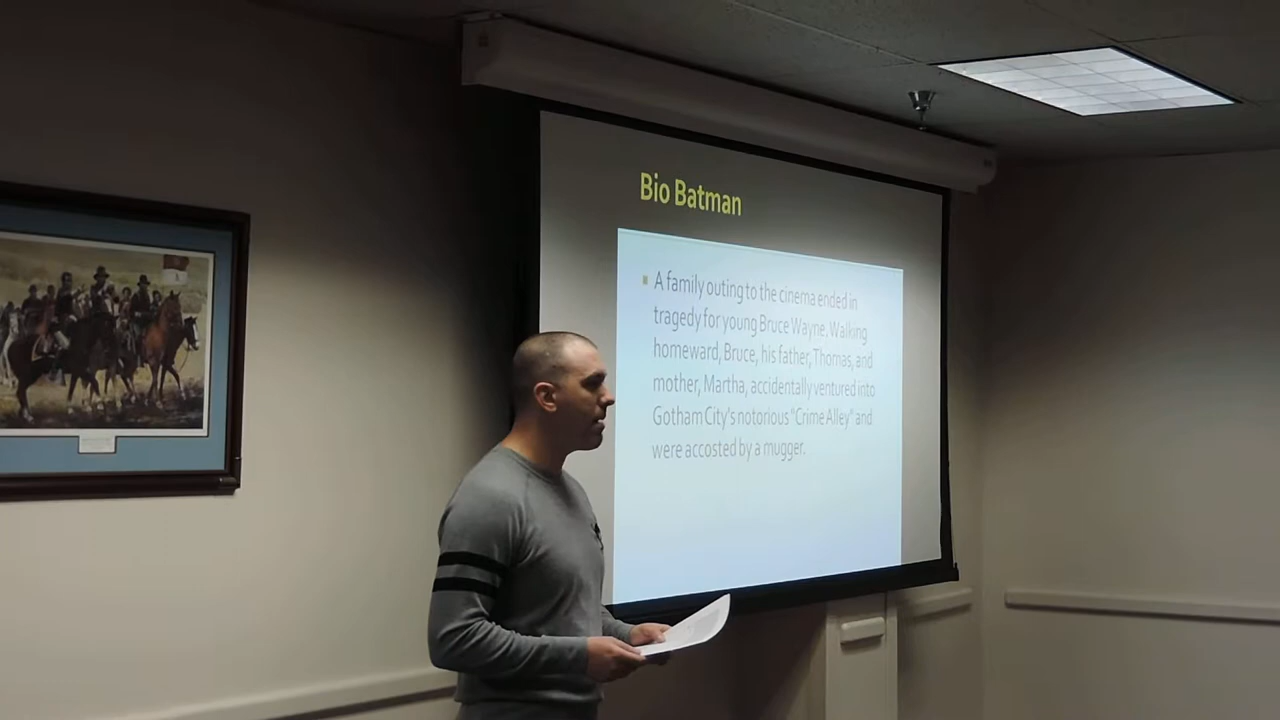 Bio Batman
A family outing to the cinema ended in
tragedy for young Bruce Wayne. Walking
homeward, Bruce, his father, Thomas, and
mother, Martha, accidentally ventured into
Gotham City's notorious "Crime Alley" and
were accosted by a mugger.